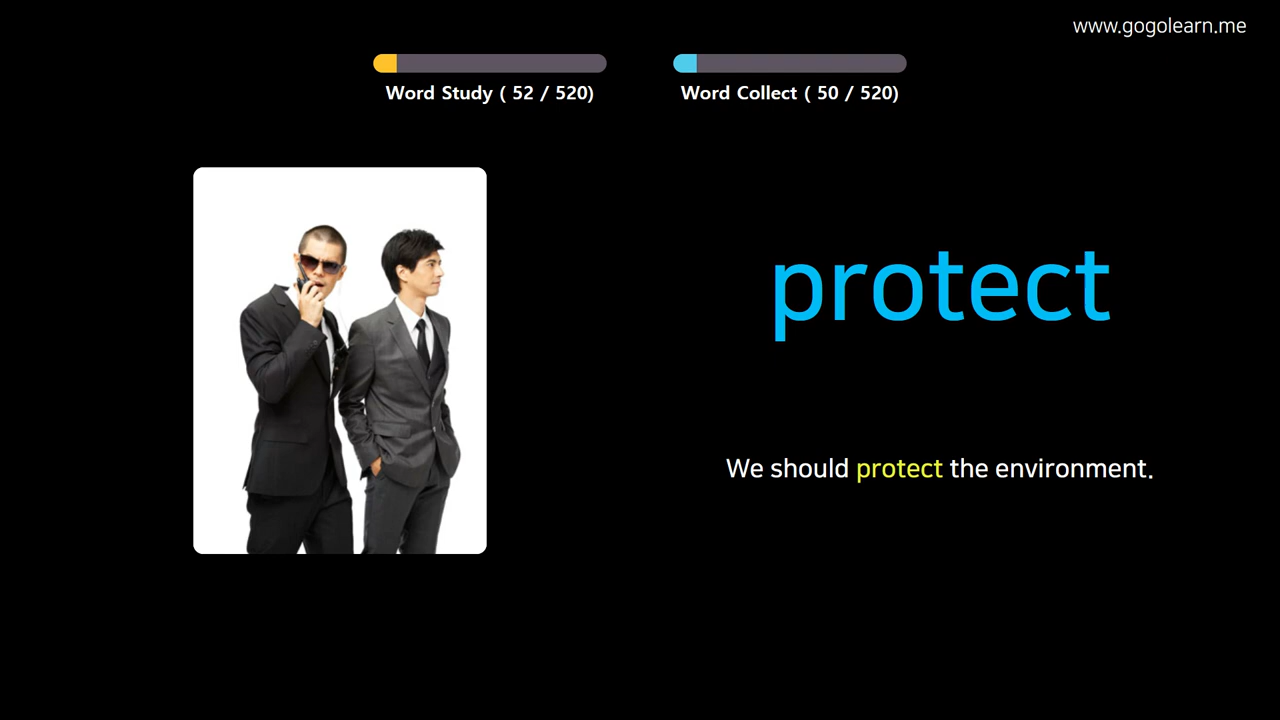 www.gogolearn.me
Word Study ( 52 / 520)
Word Collect ( 50 / 520)
protect
We should protect the environment.